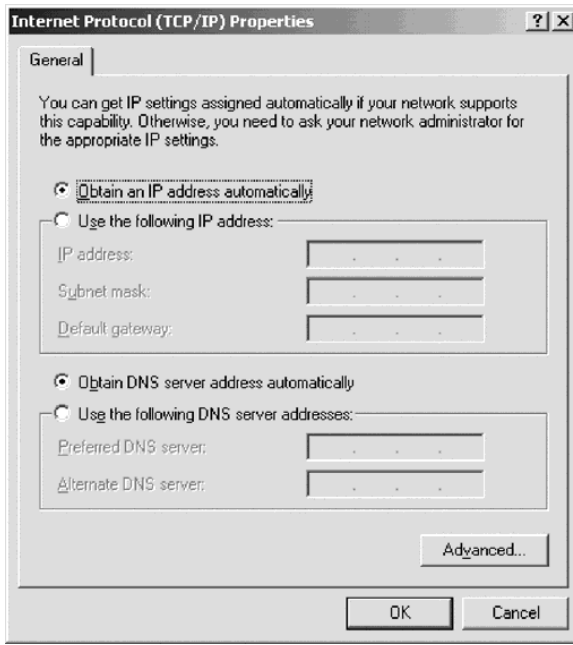 Internet Protocol (TCP/IP) Properties
General
You can get IP settings assigned automatically if your network supports
this capability. Otherwise, you need to ask your network administrator for
the appropriate IP settings.
Obtain an IP address automatically
Use the following IP address:
IP address:
Subnet mask:
Default gateway:
Obtain DNS server address automatically
Use the following DNS server addresses:
Preferred DNS server:
Alternate DNS server:
Advanced...
OK Cancel